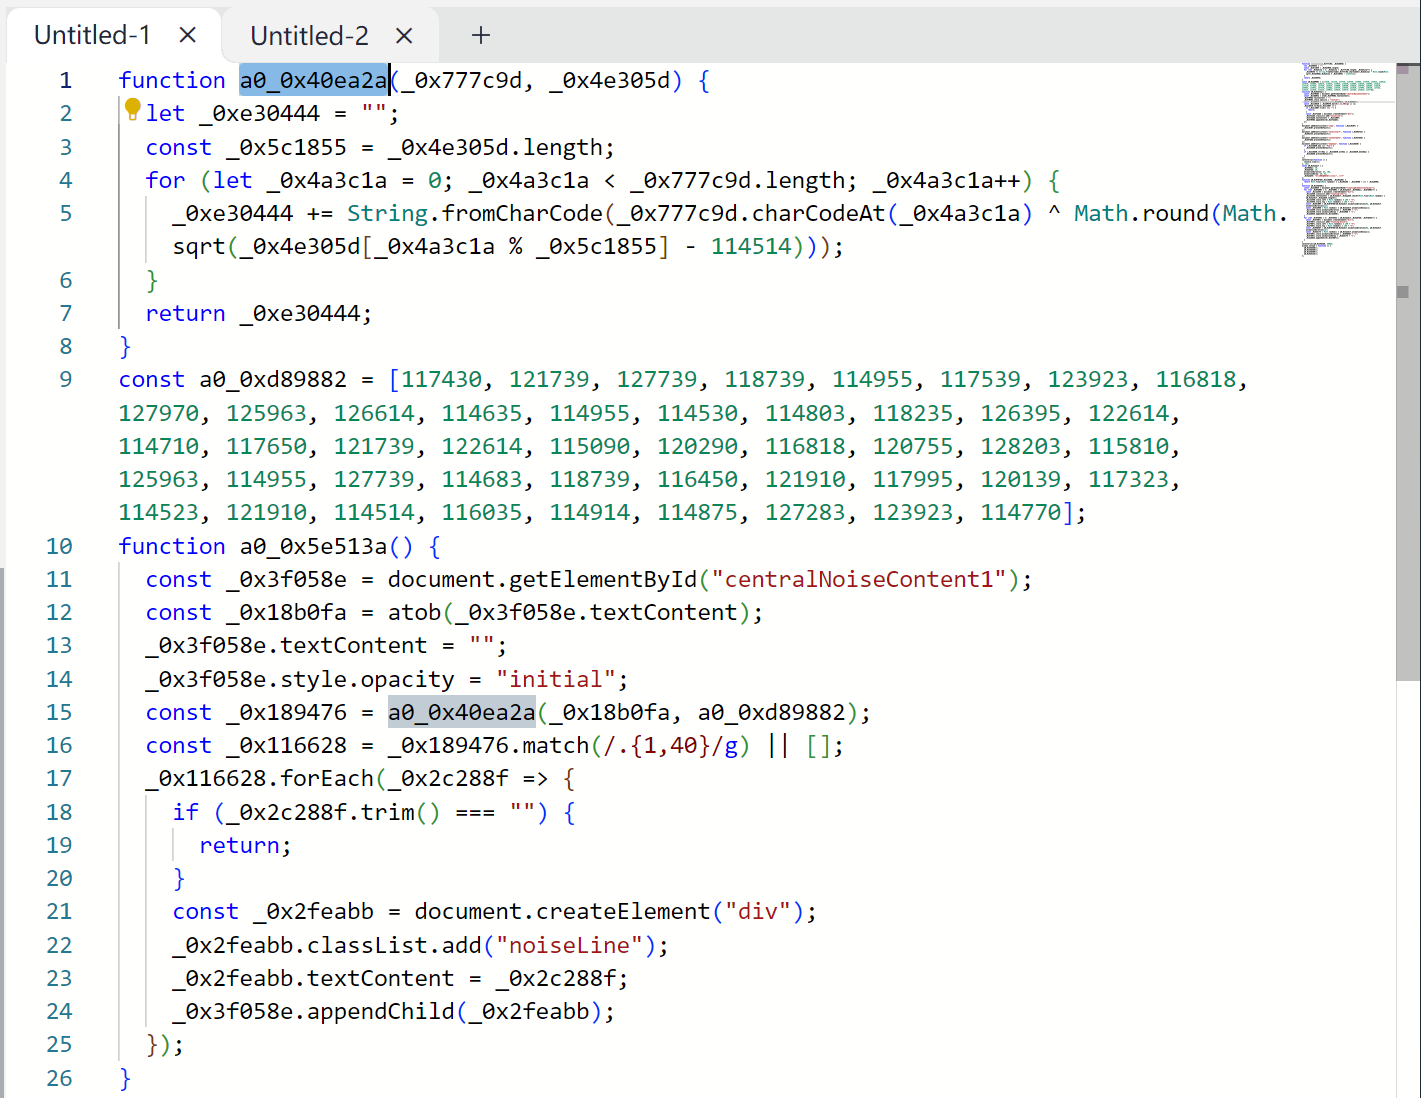 Untitled-1 × Untitled-2 × +
1 function a0_0x40ea2a(_0x777c9d, _0x4e305d) {
2 let _0xe30444 = "";
3 const _0x5c1855 = _0x4e305d.length;
4 for (let _0x4a3c1a = 0; _0x4a3c1a < _0x777c9d.length; _0x4a3c1a++) {
5 _0xe30444 += String.fromCharCode(_0x777c9d.charCodeAt(_0x4a3c1a) ^ Math.round(Math.
sqrt(_0x4e305d[_0x4a3c1a % _0x5c1855] - 114514)));
6 }
7 return _0xe30444;
8 }
9 const a0_0xd89882 = [117430, 121739, 127739, 118739, 114955, 117539, 123923, 116818,
127970, 125963, 126614, 114635, 114955, 114530, 114803, 118235, 126395, 122614,
114710, 117650, 121739, 122614, 115090, 120290, 116818, 120755, 128203, 115810,
125963, 114955, 127739, 114683, 118739, 116450, 121910, 117995, 120139, 117323,
114523, 121910, 114514, 116035, 114914, 114875, 127283, 123923, 114770];
10 function a0_0x5e513a() {
11 const _0x3f058e = document.getElementById("centralNoiseContent1");
12 const _0x18b0fa = atob(_0x3f058e.textContent);
13 _0x3f058e.textContent = "";
14 _0x3f058e.style.opacity = "initial";
15 const _0x189476 = a0_0x40ea2a(_0x18b0fa, a0_0xd89882);
16 const _0x116628 = _0x189476.match(/.{1,40}/g) || [];
17 _0x116628.forEach(_0x2c288f => {
18 if (_0x2c288f.trim() === "") {
19 return;
20 }
21 const _0x2feabb = document.createElement("div");
22 _0x2feabb.classList.add("noiseLine");
23 _0x2feabb.textContent = _0x2c288f;
24 _0x3f058e.appendChild(_0x2feabb);
25 });
26 }